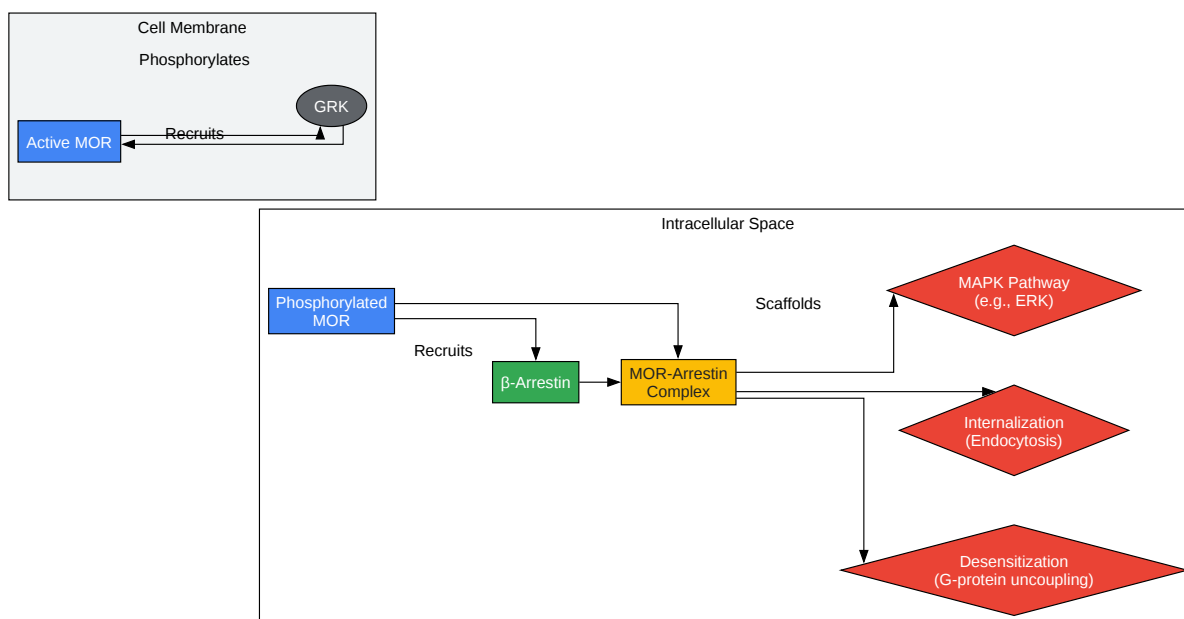 Cell Membrane
Phosphorylates
GRK
Active MOR
Recruits
Intracellular Space
MAPK Pathway
(e.g., ERK)
Phosphorylated
MOR
Scaffolds
Recruits
β-Arrestin
MOR-Arrestin
Complex
Internalization
(Endocytosis)
Desensitization
(G-protein uncoupling)